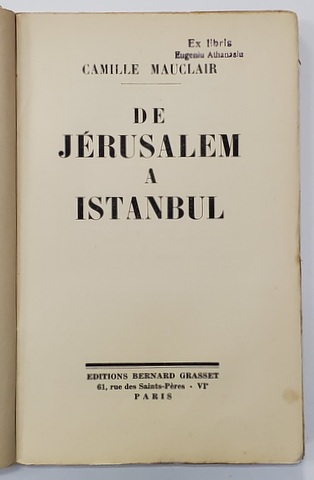 Ex libris
Eugeniu Athanasiu
CAMILLE MAUCLAIR
DE
JÉRUSALEM
A
ISTANBUL
EDITIONS BERNARD GRASSET
61, rue des Saints-Pères - VIᵉ
PARIS